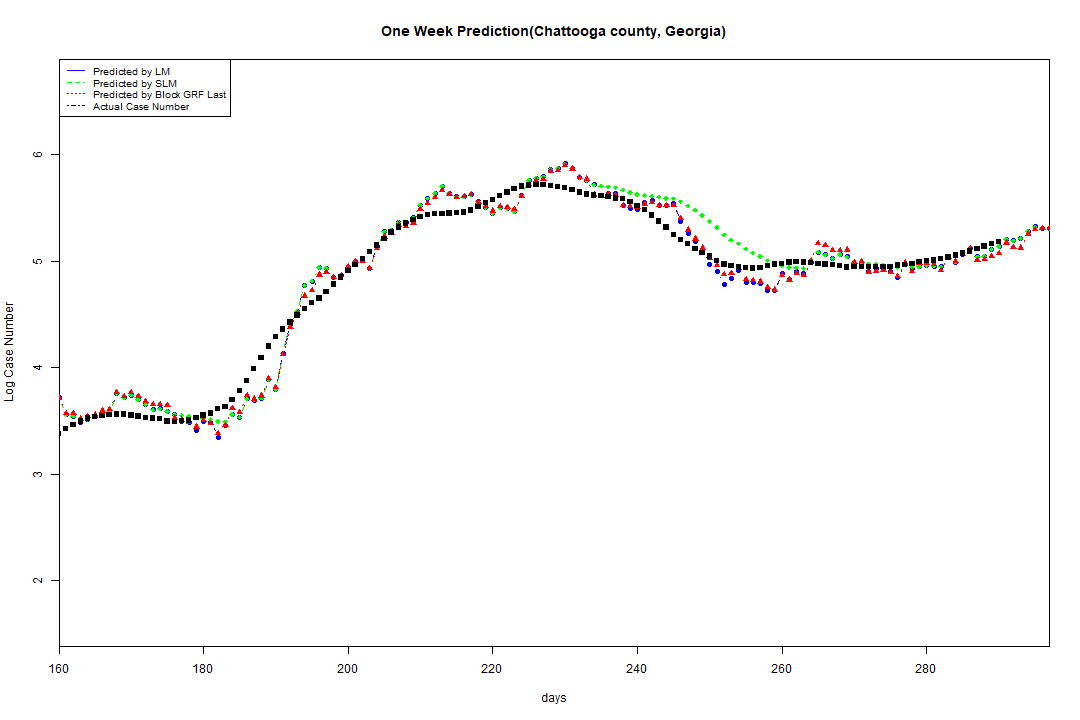 One Week Prediction(Chattooga county, Georgia)
Predicted by LM
Predicted by SLM
Predicted by Block GRF Last
Actual Case Number
6
5
4
3
2
Log Case Number
160 180 200 220 240 260 280
days